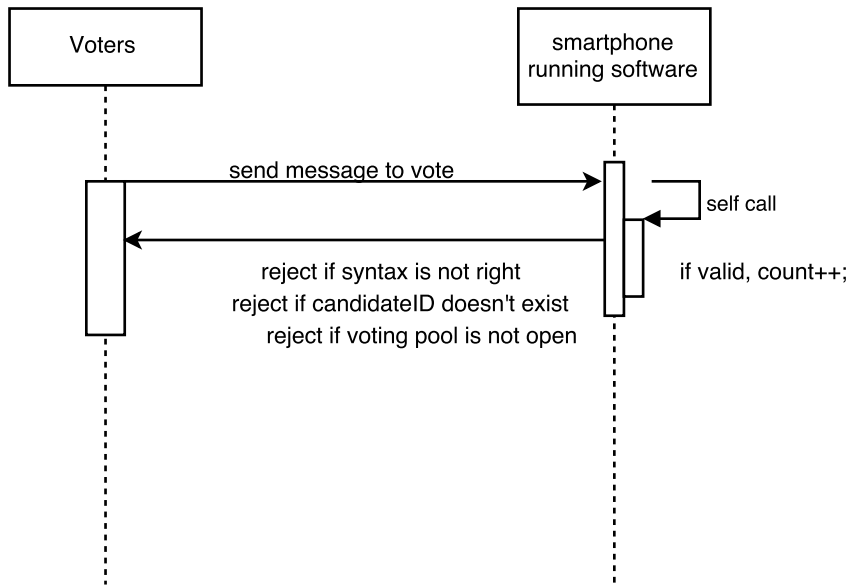 Voters
smartphone
running software
send message to vote
self call
reject if syntax is not right
if valid, count++;
reject if candidateID doesn't exist
reject if voting pool is not open